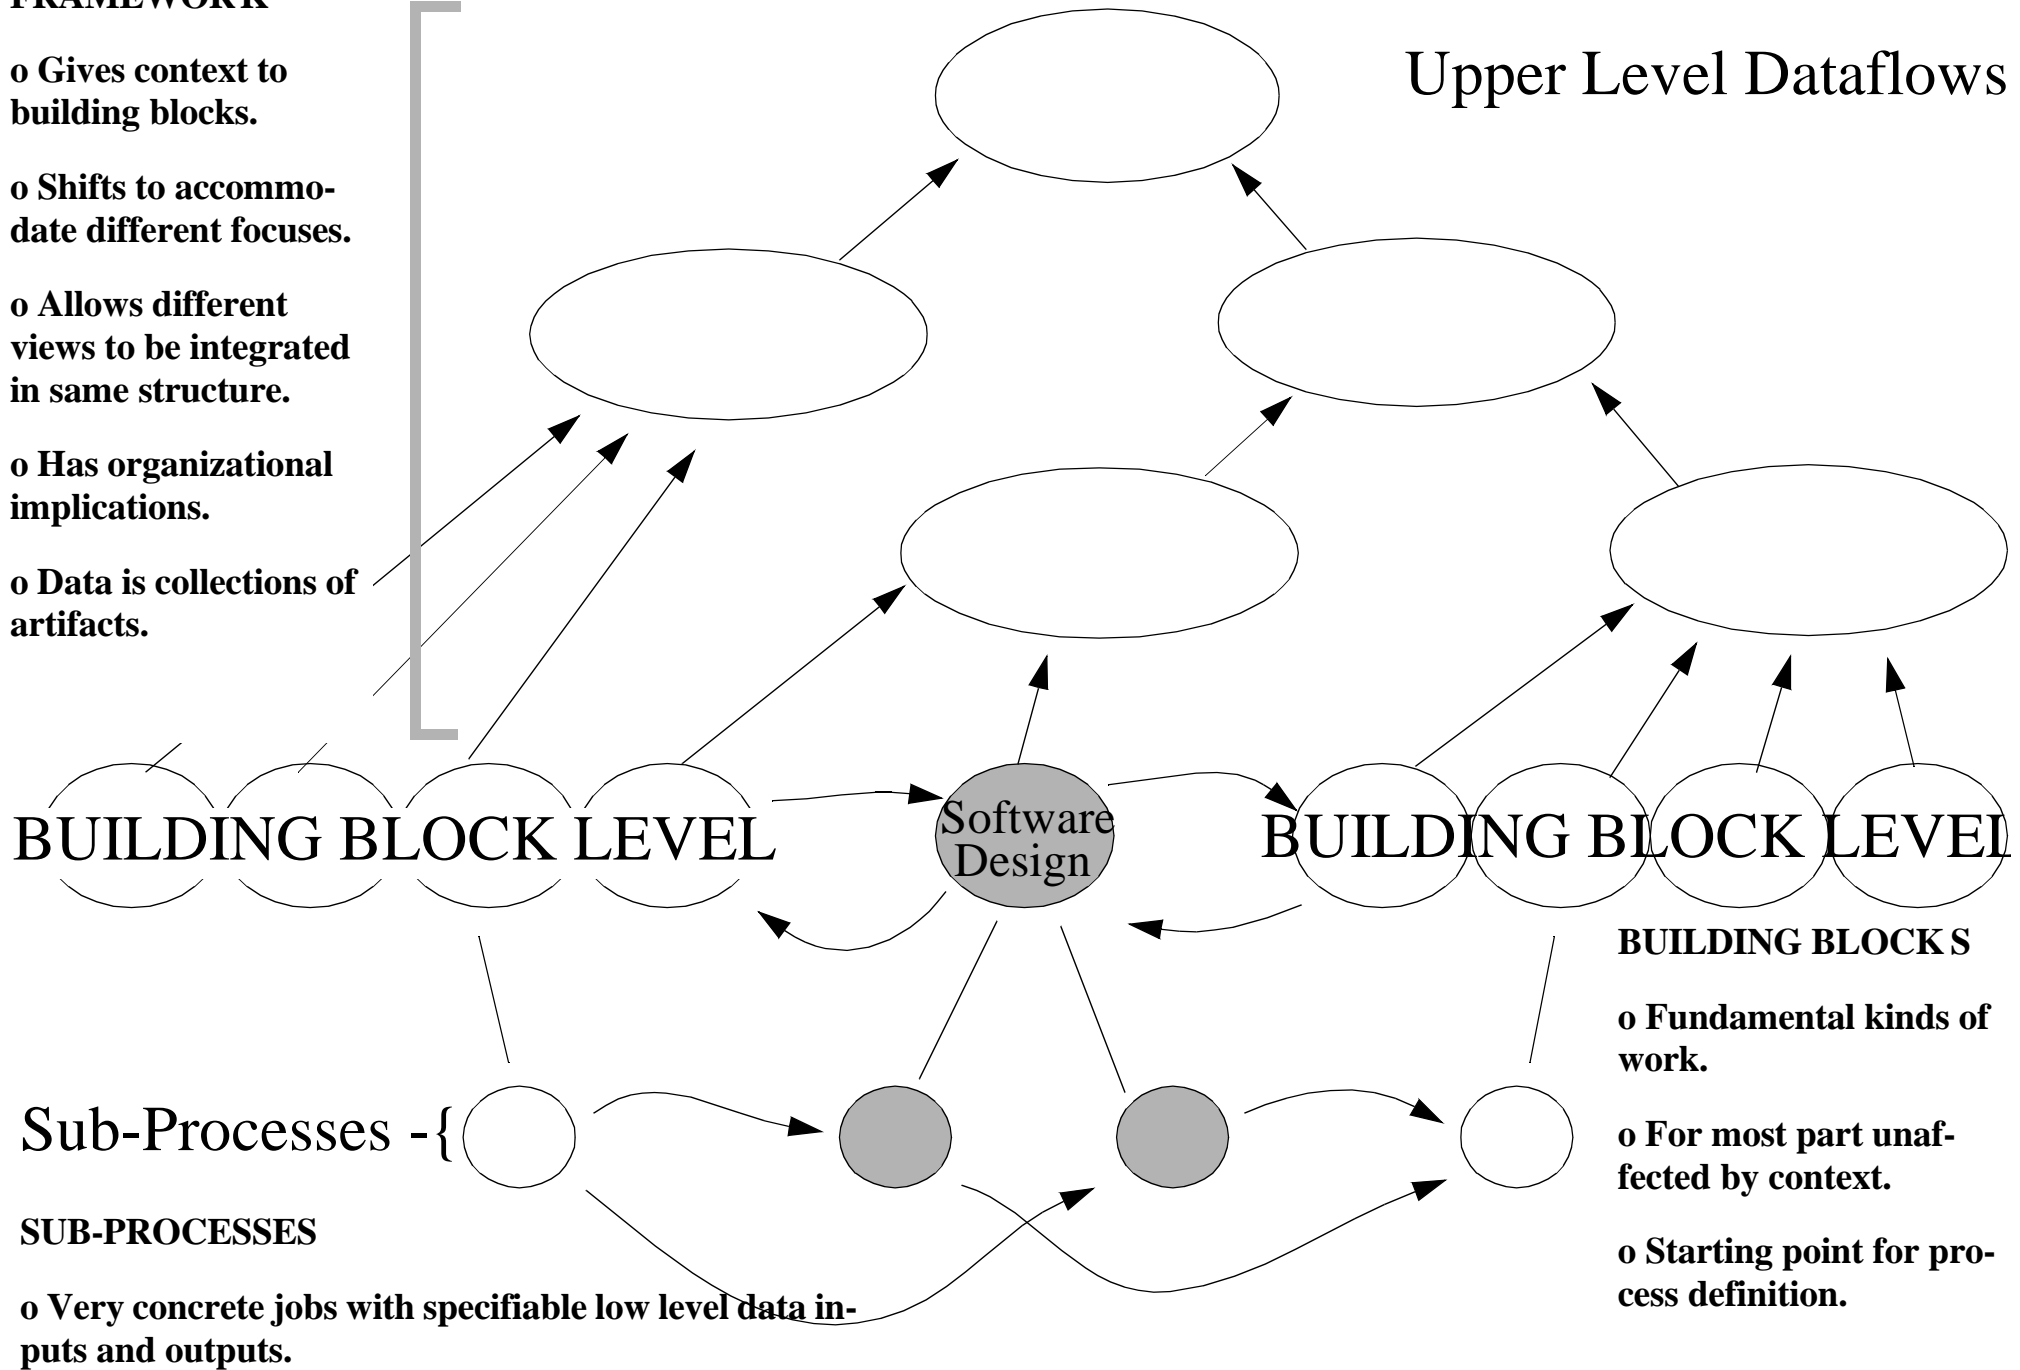 FRAMEWORK
o Gives context to
building blocks.
o Shifts to accommo-
date different focuses.
o Allows different
views to be integrated
in same structure.
o Has organizational
implications.
o Data is collections of
artifacts.
Upper Level Dataflows
BUILDING BLOCK LEVEL
Software
Design
BUILDING BLOCK LEVEL
BUILDING BLOCKS
o Fundamental kinds of
work.
o For most part unaf-
fected by context.
o Starting point for pro-
cess definition.
Sub-Processes -{
SUB-PROCESSES
o Very concrete jobs with specifiable low level data in-
puts and outputs.